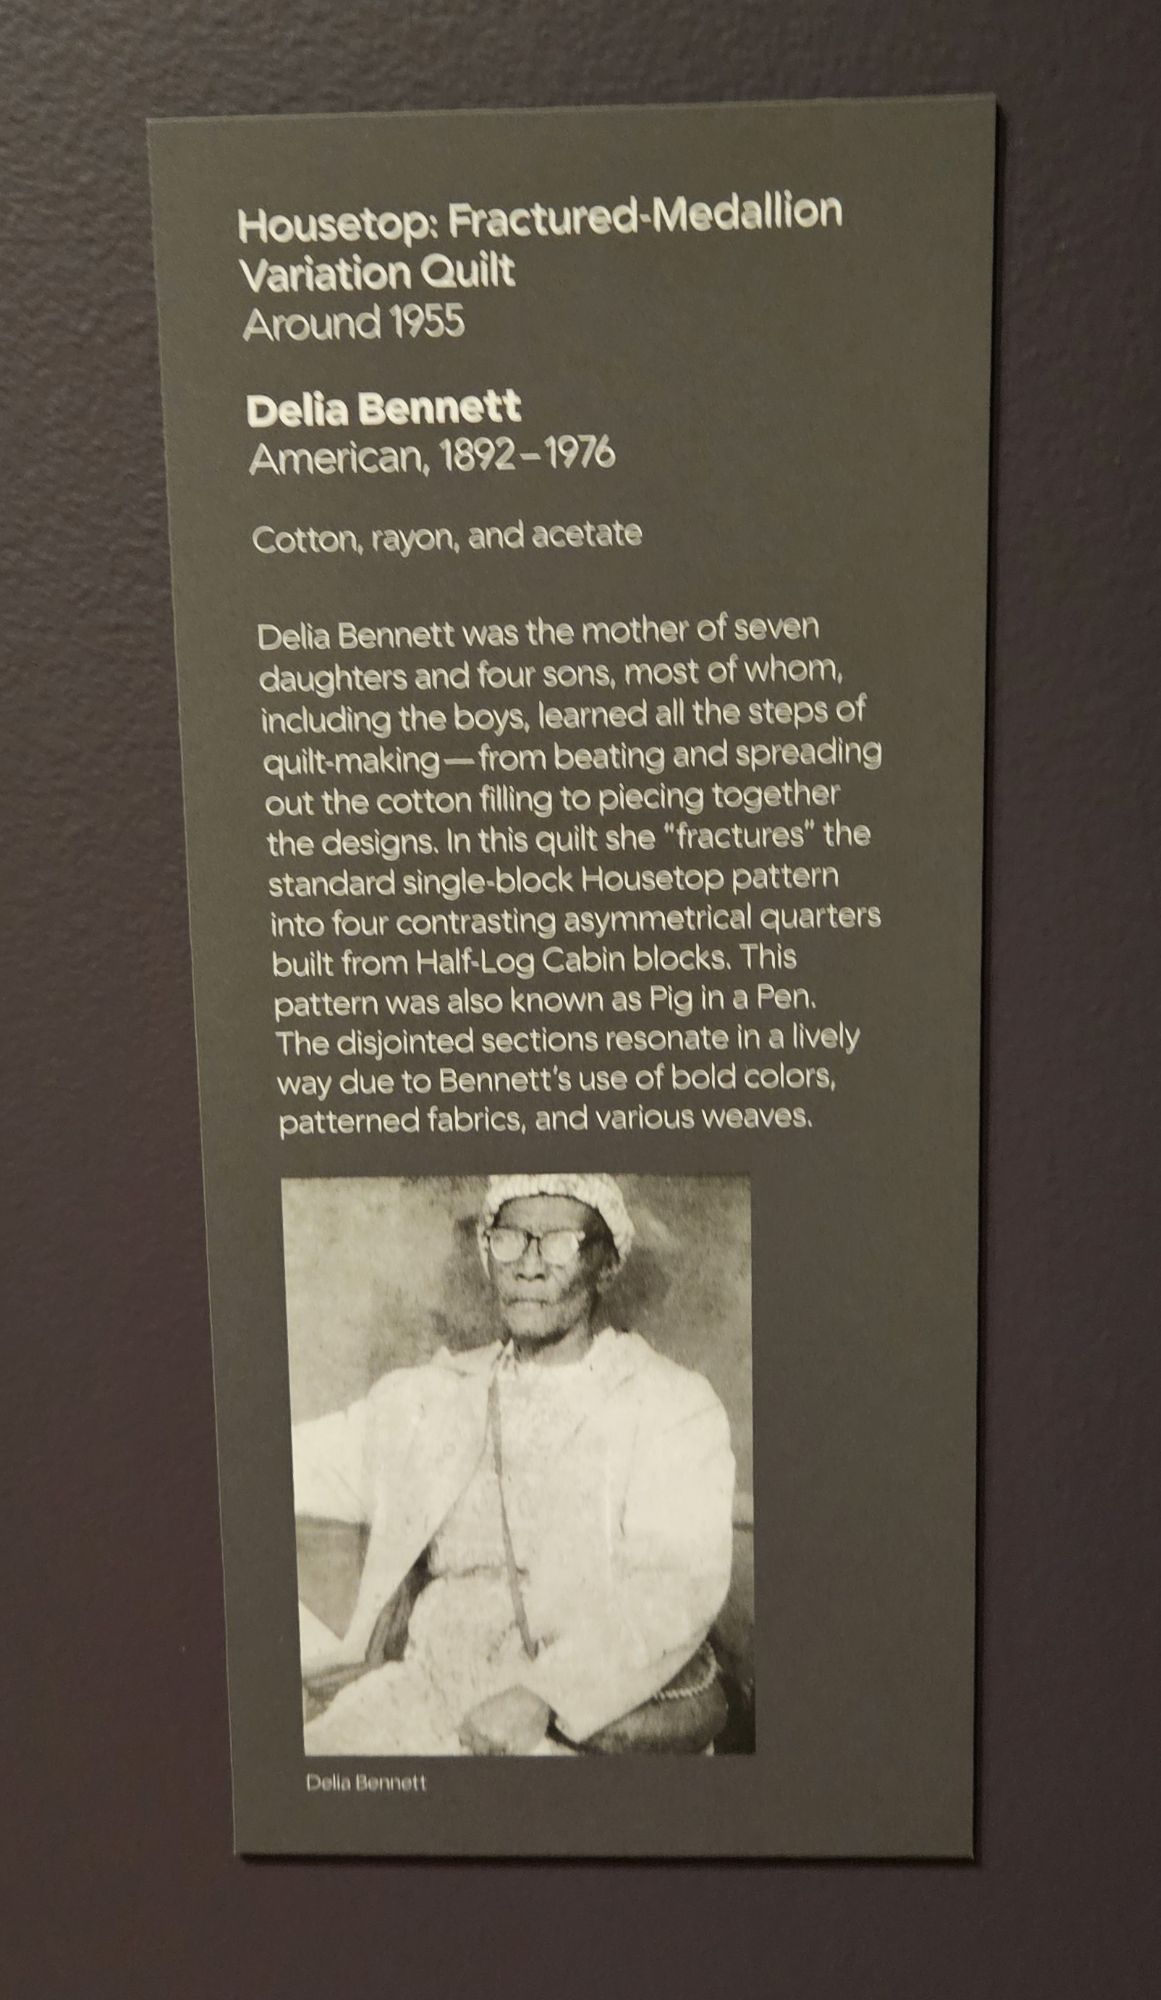 Housetop: Fractured-Medallion
Variation Quilt
Around 1955
Delia Bennett
American, 1892–1976
Cotton, rayon, and acetate
Delia Bennett was the mother of seven
daughters and four sons, most of whom,
including the boys, learned all the steps of
quilt-making—from beating and spreading
out the cotton filling to piecing together
the designs. In this quilt she "fractures" the
standard single-block Housetop pattern
into four contrasting asymmetrical quarters
built from Half-Log Cabin blocks. This
pattern was also known as Pig in a Pen.
The disjointed sections resonate in a lively
way due to Bennett's use of bold colors,
patterned fabrics, and various weaves.
Delia Bennett